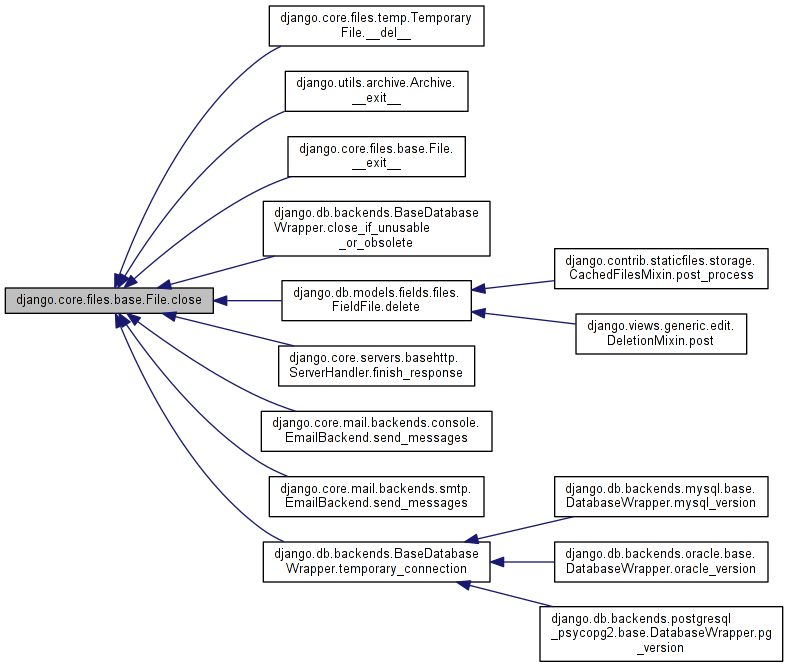 django.core.files.temp.Temporary
File.__del__
django.utils.archive.Archive.
__exit__
django.core.files.base.File.
__exit__
django.db.backends.BaseDatabase
Wrapper.close_if_unusable
_or_obsolete
django.core.files.base.File.close
django.db.models.fields.files.
FieldFile.delete
django.contrib.staticfiles.storage.
CachedFilesMixin.post_process
django.views.generic.edit.
DeletionMixin.post
django.core.servers.basehttp.
ServerHandler.finish_response
django.core.mail.backends.console.
EmailBackend.send_messages
django.core.mail.backends.smtp.
EmailBackend.send_messages
django.db.backends.BaseDatabase
Wrapper.temporary_connection
django.db.backends.mysql.base.
DatabaseWrapper.mysql_version
django.db.backends.oracle.base.
DatabaseWrapper.oracle_version
django.db.backends.postgresql
_psycopg2.base.DatabaseWrapper.pg
_version